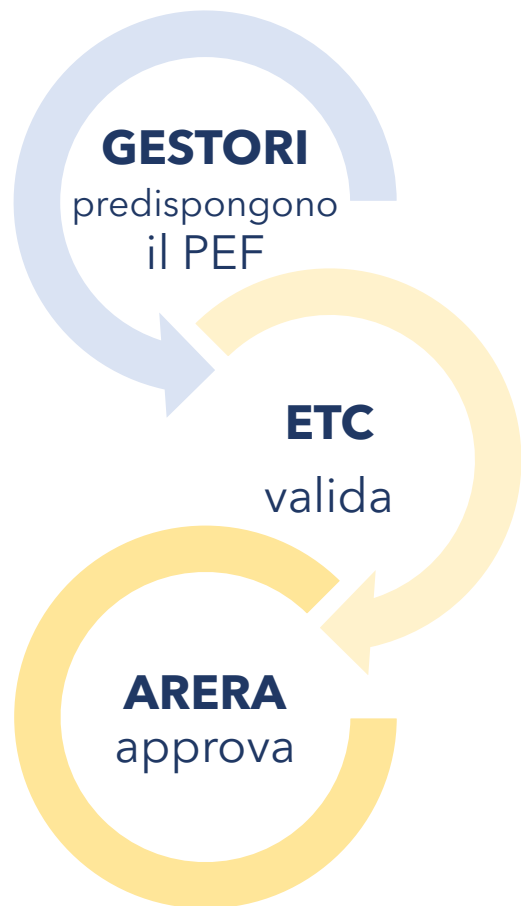 GESTORI
predispongono
il PEF
ETC
valida
ARERA
approva